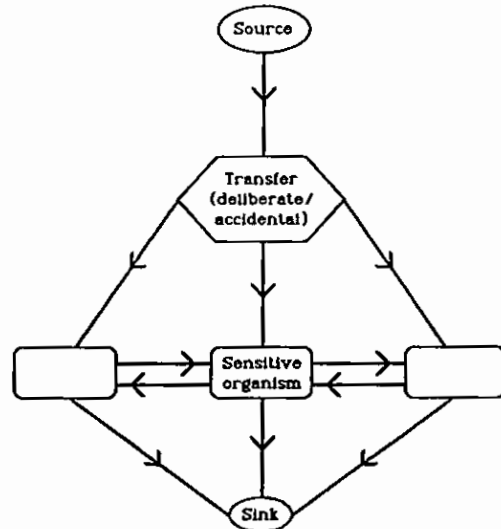 Source
Transfer
(deliberate/
accidental)
Sensitive
organism
Sink